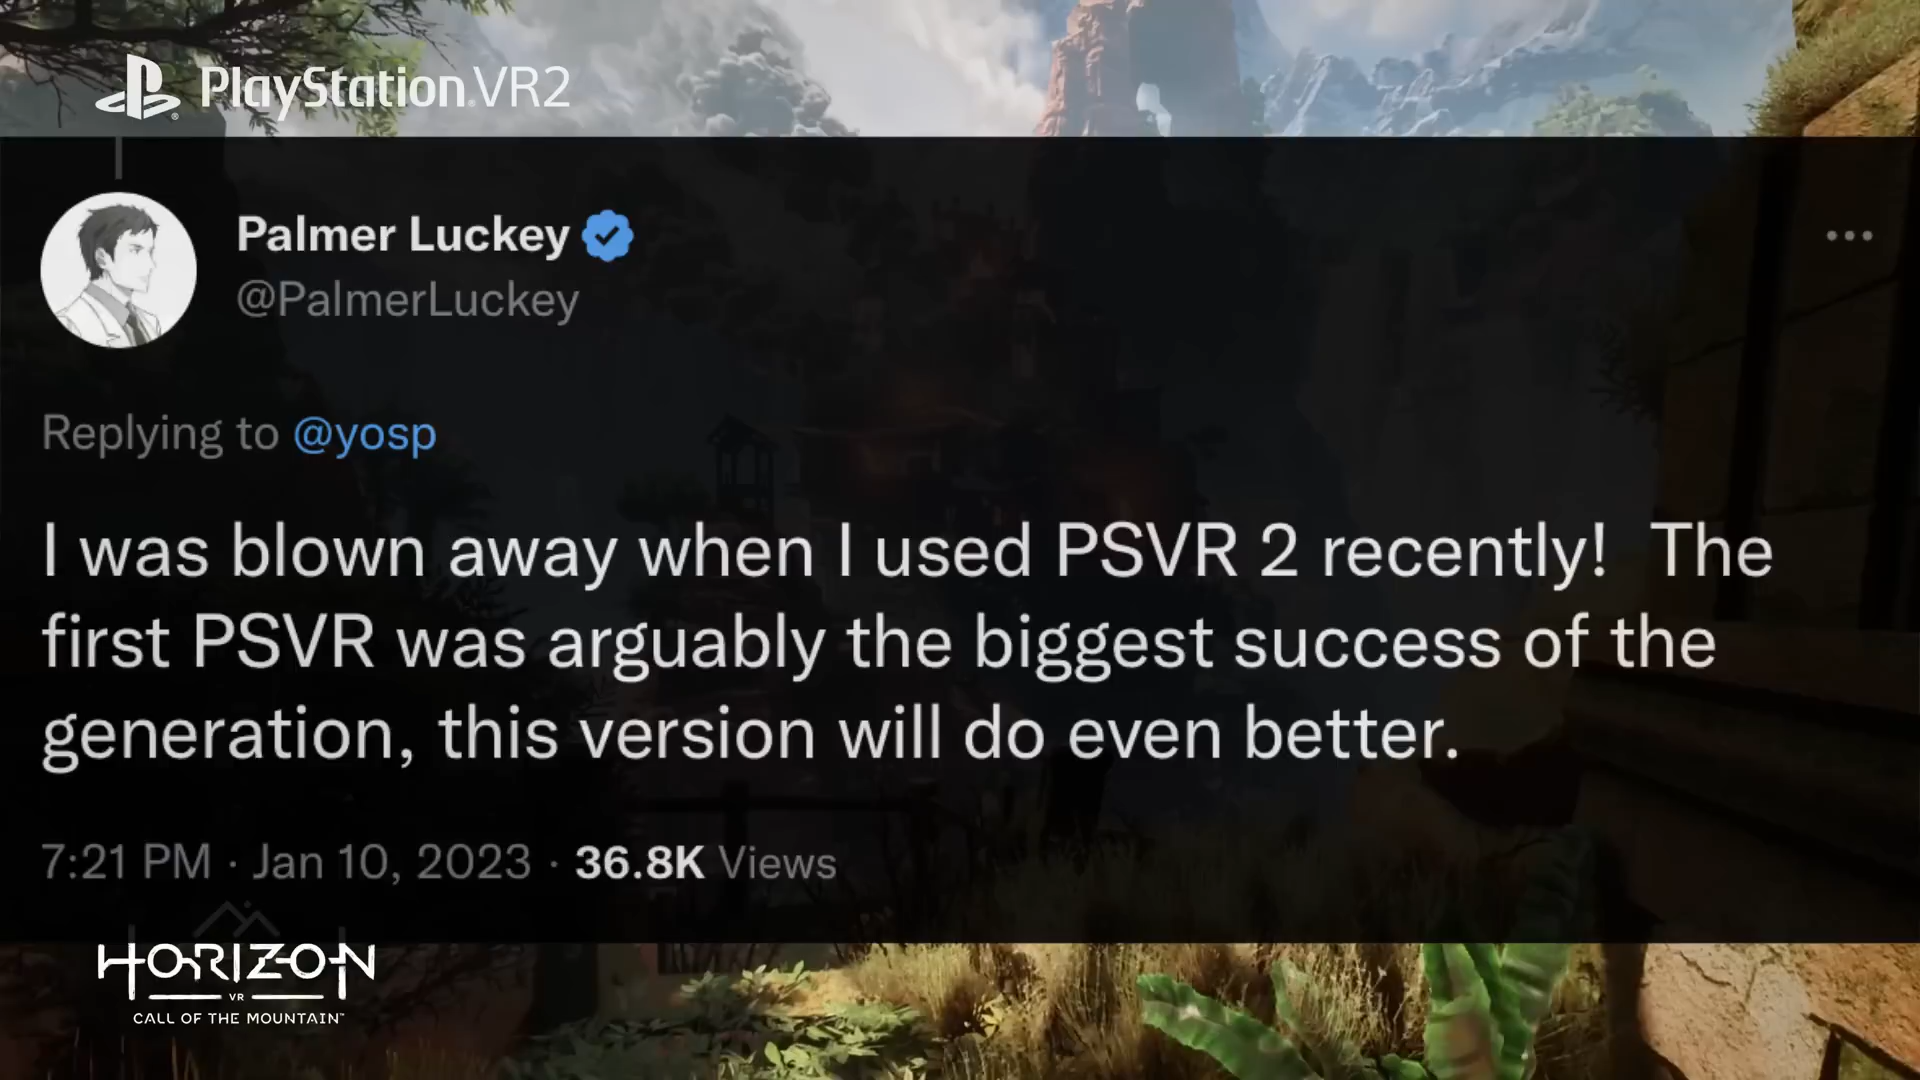 PlayStation®VR2
Palmer Luckey
@PalmerLuckey
Replying to @yosp
I was blown away when I used PSVR 2 recently!  The
first PSVR was arguably the biggest success of the
generation, this version will do even better.
7:21 PM · Jan 10, 2023 · 36.8K Views
HORIZON
VR
CALL OF THE MOUNTAIN™